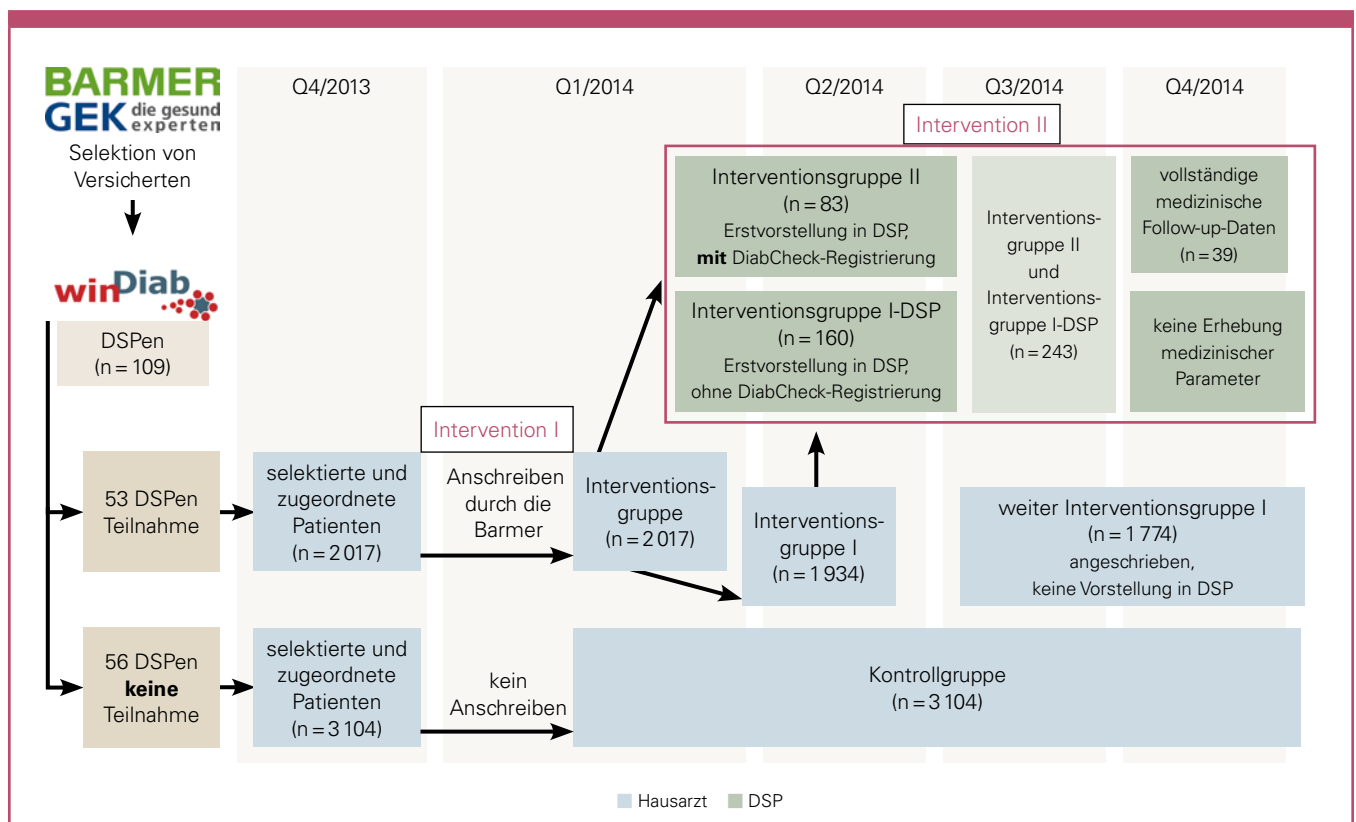 BARMER
GEK die gesund
experten
Selektion von
Versicherten
winDiab
DSPen
(n = 109)
53 DSPen
Teilnahme
56 DSPen
keine
Teilnahme
Q4/2013
Q1/2014
Q2/2014
Q3/2014
Q4/2014
Intervention II
Interventionsgruppe II
(n = 83)
Erstvorstellung in DSP,
mit DiabCheck-Registrierung
Interventionsgruppe I-DSP
(n = 160)
Erstvorstellung in DSP,
ohne DiabCheck-Registrierung
Interventions-
gruppe II
und
Interventions-
gruppe I-DSP
(n = 243)
vollständige
medizinische
Follow-up-Daten
(n = 39)
keine Erhebung
medizinischer
Parameter
Intervention I
selektierte und
zugeordnete
Patienten
(n = 2 017)
Anschreiben
durch die
Barmer
Interventions-
gruppe
(n = 2 017)
Interventions-
gruppe I
(n = 1 934)
weiter Interventionsgruppe I
(n = 1 774)
angeschrieben,
keine Vorstellung in DSP
selektierte und
zugeordnete
Patienten
(n = 3 104)
kein
Anschreiben
Kontrollgruppe
(n = 3 104)
Hausarzt DSP